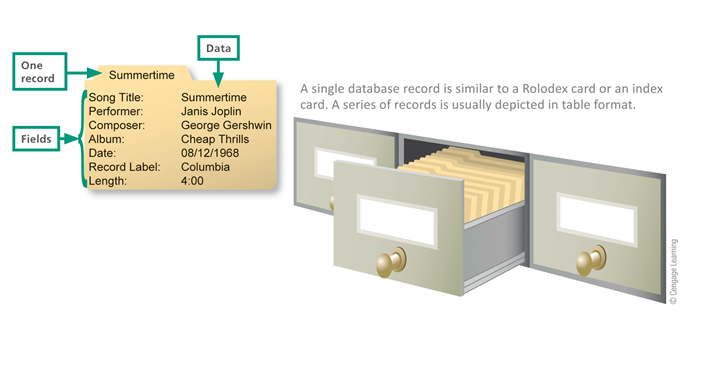 Data
One
record
Summertime
A single database record is similar to a Rolodex card or an index
card. A series of records is usually depicted in table format.
Song Title: Summertime
Performer: Janis Joplin
Composer: George Gershwin
Fields
Album: Cheap Thrills
Date: 08/12/1968
Record Label: Columbia
Length: 4:00
© Cengage Learning